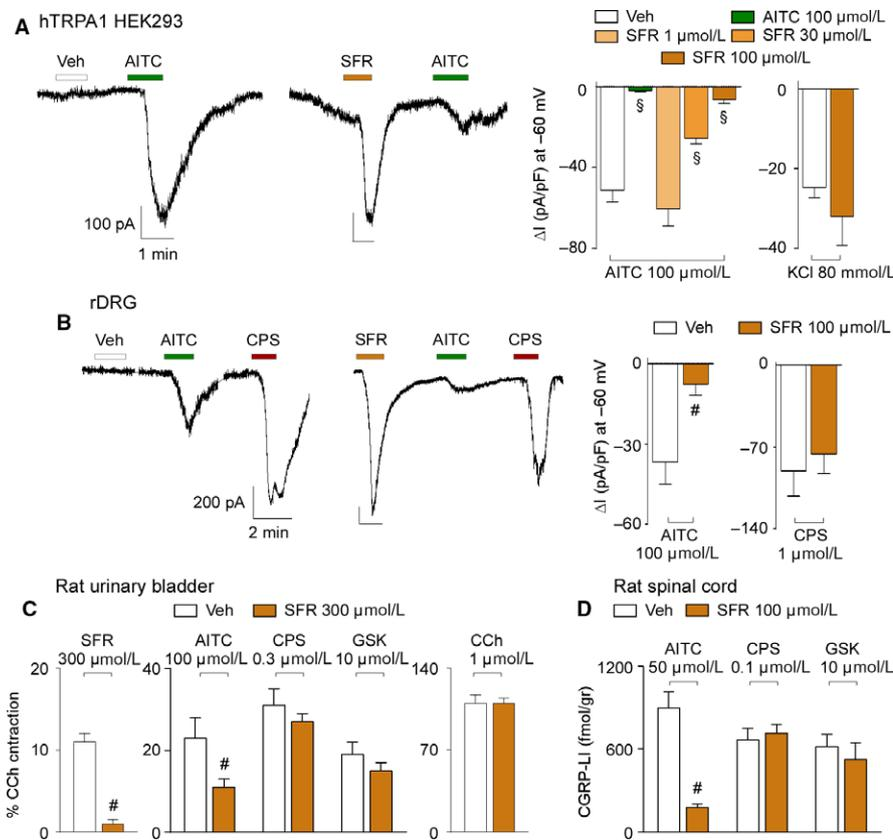 A hTRPA1 HEK293
Veh AITC SFR AITC
100 pA
1 min
Veh AITC 100 µmol/L
SFR 1 µmol/L SFR 30 µmol/L
SFR 100 µmol/L
ΔI (pA/pF) at –60 mV
0
–40
–80
§
§
§
AITC 100 µmol/L
0
–20
–40
KCl 80 mmol/L
B rDRG
Veh AITC CPS SFR AITC CPS
200 pA
2 min
Veh SFR 100 µmol/L
ΔI (pA/pF) at –60 mV
0
–30
–60
#
AITC
100 µmol/L
0
–70
–140
CPS
1 µmol/L
C Rat urinary bladder
Veh SFR 300 µmol/L
% CCh cntraction
SFR
300 µmol/L
20
10
0
#
AITC CPS GSK
100 µmol/L 0.3 µmol/L 10 µmol/L
40
20
0
#
CCh
1 µmol/L
140
70
0
D Rat spinal cord
Veh SFR 100 µmol/L
CGRP-LI (fmol/gr)
AITC CPS GSK
50 µmol/L 0.1 µmol/L 10 µmol/L
1200
600
0
#